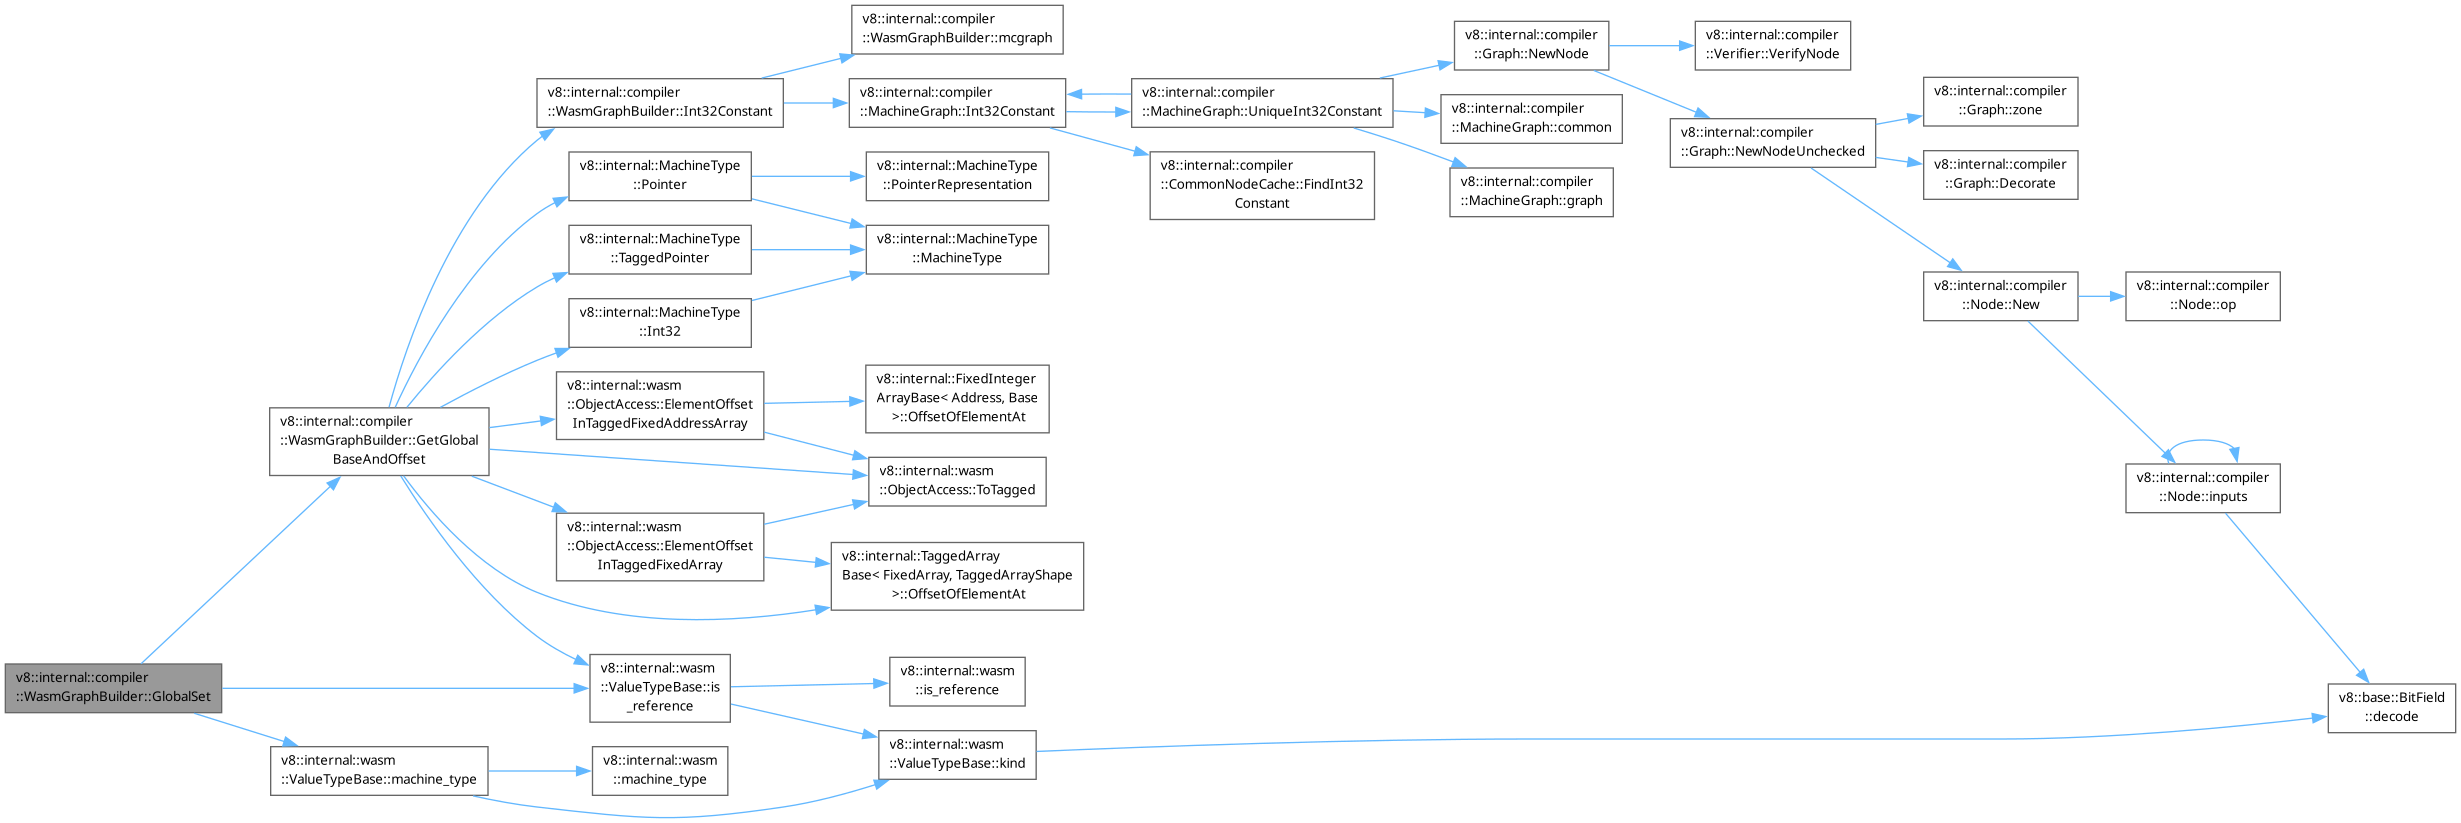 v8::internal::compiler
::WasmGraphBuilder::GlobalSet
v8::internal::compiler
::WasmGraphBuilder::GetGlobal
BaseAndOffset
v8::internal::wasm
::ValueTypeBase::machine_type
v8::internal::compiler
::WasmGraphBuilder::Int32Constant
v8::internal::MachineType
::Pointer
v8::internal::MachineType
::TaggedPointer
v8::internal::MachineType
::Int32
v8::internal::wasm
::ObjectAccess::ElementOffset
InTaggedFixedAddressArray
v8::internal::wasm
::ObjectAccess::ElementOffset
InTaggedFixedArray
v8::internal::wasm
::ValueTypeBase::is
_reference
v8::internal::wasm
::machine_type
v8::internal::compiler
::WasmGraphBuilder::mcgraph
v8::internal::compiler
::MachineGraph::Int32Constant
v8::internal::MachineType
::PointerRepresentation
v8::internal::MachineType
::MachineType
v8::internal::FixedInteger
ArrayBase< Address, Base
>::OffsetOfElementAt
v8::internal::wasm
::ObjectAccess::ToTagged
v8::internal::TaggedArray
Base< FixedArray, TaggedArrayShape
>::OffsetOfElementAt
v8::internal::wasm
::is_reference
v8::internal::wasm
::ValueTypeBase::kind
v8::internal::compiler
::MachineGraph::UniqueInt32Constant
v8::internal::compiler
::CommonNodeCache::FindInt32
Constant
v8::internal::compiler
::Graph::NewNode
v8::internal::compiler
::MachineGraph::common
v8::internal::compiler
::MachineGraph::graph
v8::internal::compiler
::Verifier::VerifyNode
v8::internal::compiler
::Graph::NewNodeUnchecked
v8::internal::compiler
::Graph::zone
v8::internal::compiler
::Graph::Decorate
v8::internal::compiler
::Node::New
v8::internal::compiler
::Node::op
v8::internal::compiler
::Node::inputs
v8::base::BitField
::decode